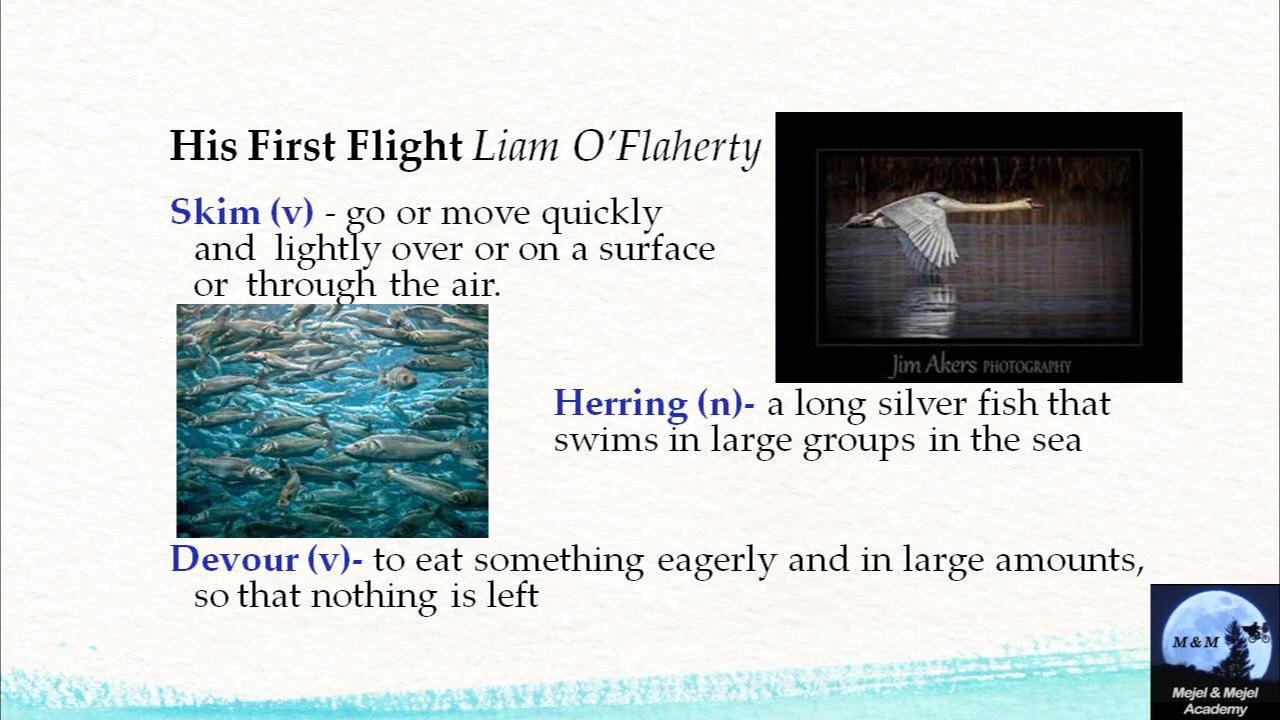 His First Flight Liam O’Flaherty
Skim (v) - go or move quickly
and lightly over or on a surface
or through the air.
Jim Akers PHOTOGRAPHY
Herring (n)- a long silver fish that
swims in large groups in the sea
Devour (v)- to eat something eagerly and in large amounts,
so that nothing is left
M & M
Mejel & Mejel
Academy